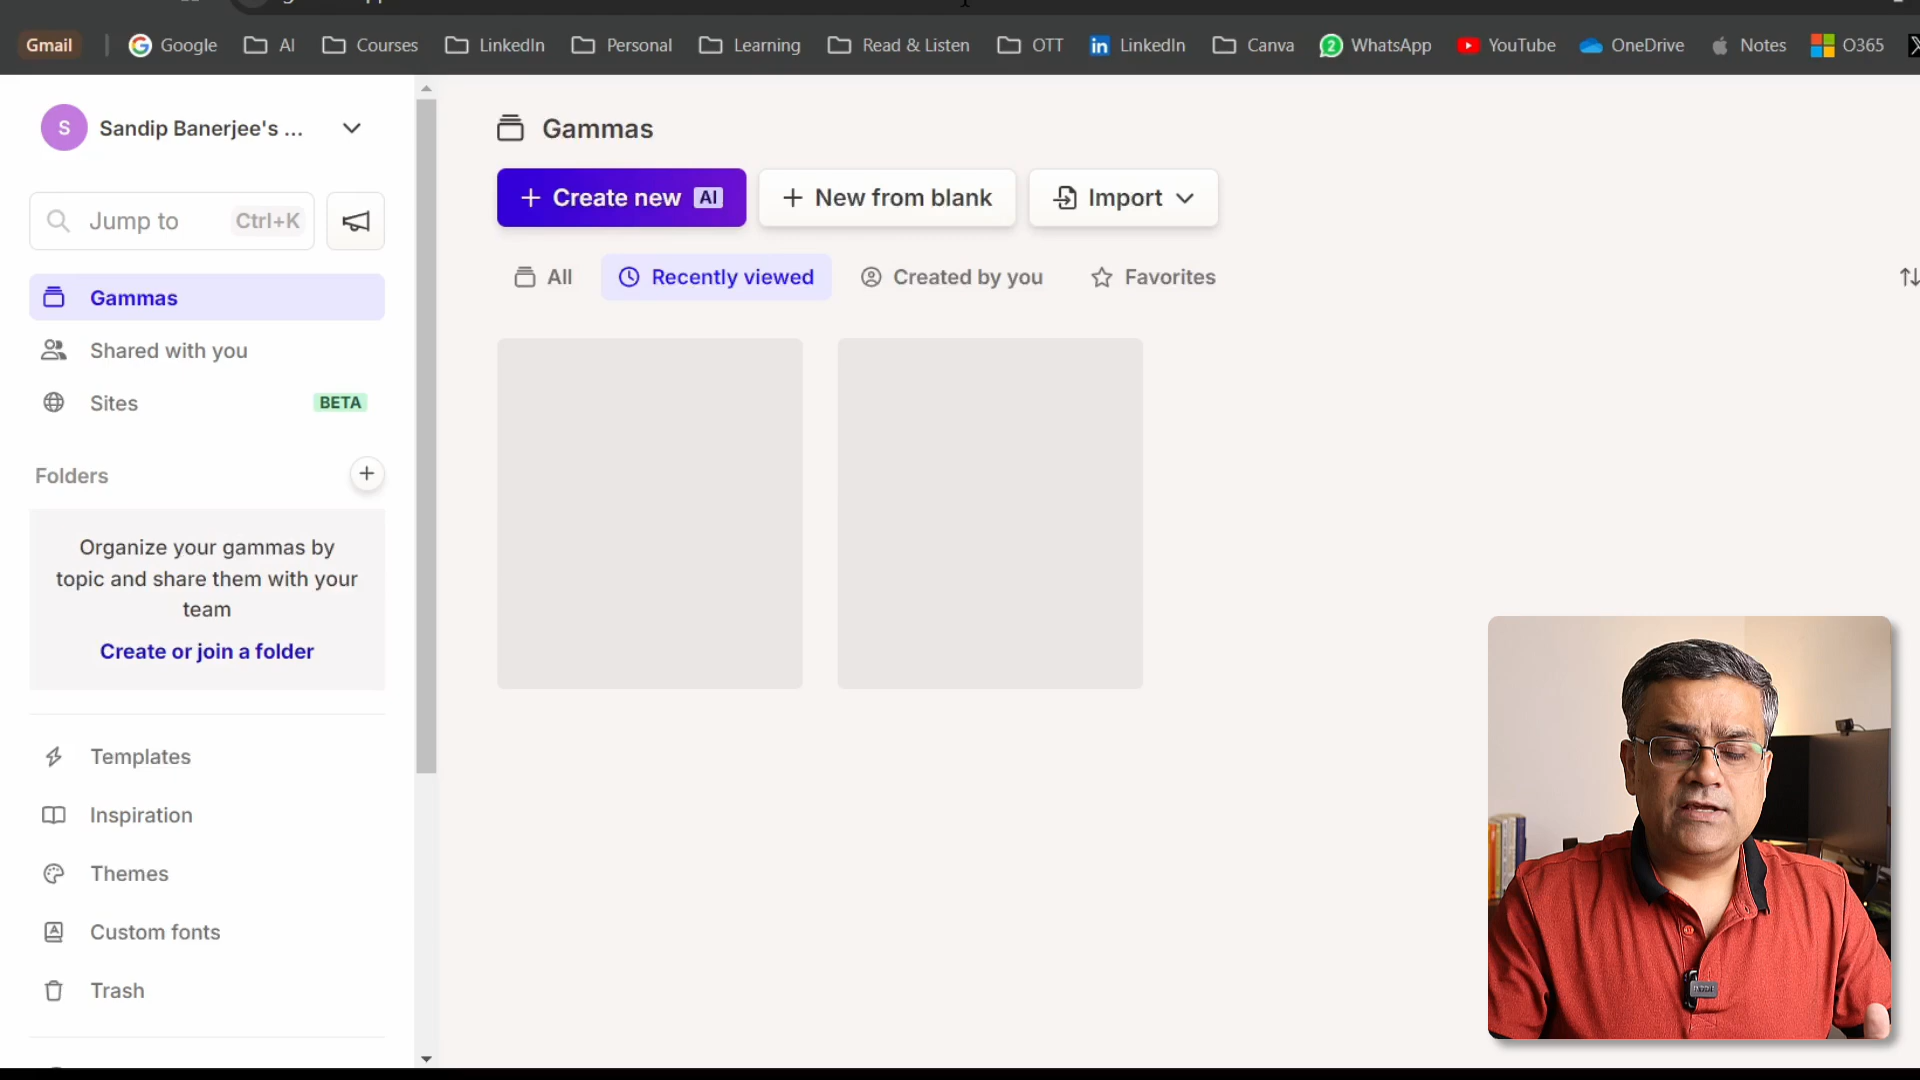 Gmail
Google
AI
Courses
LinkedIn
Personal
Learning
Read & Listen
OTT
LinkedIn
Canva
WhatsApp
YouTube
OneDrive
Notes
O365
S
Sandip Banerjee's ...
Jump to
Ctrl+K
Gammas
Shared with you
Sites
BETA
Folders
+
Organize your gammas by
topic and share them with your
team
Create or join a folder
Templates
Inspiration
Themes
Custom fonts
Trash
Gammas
+ Create new AI
+ New from blank
Import
All
Recently viewed
Created by you
Favorites